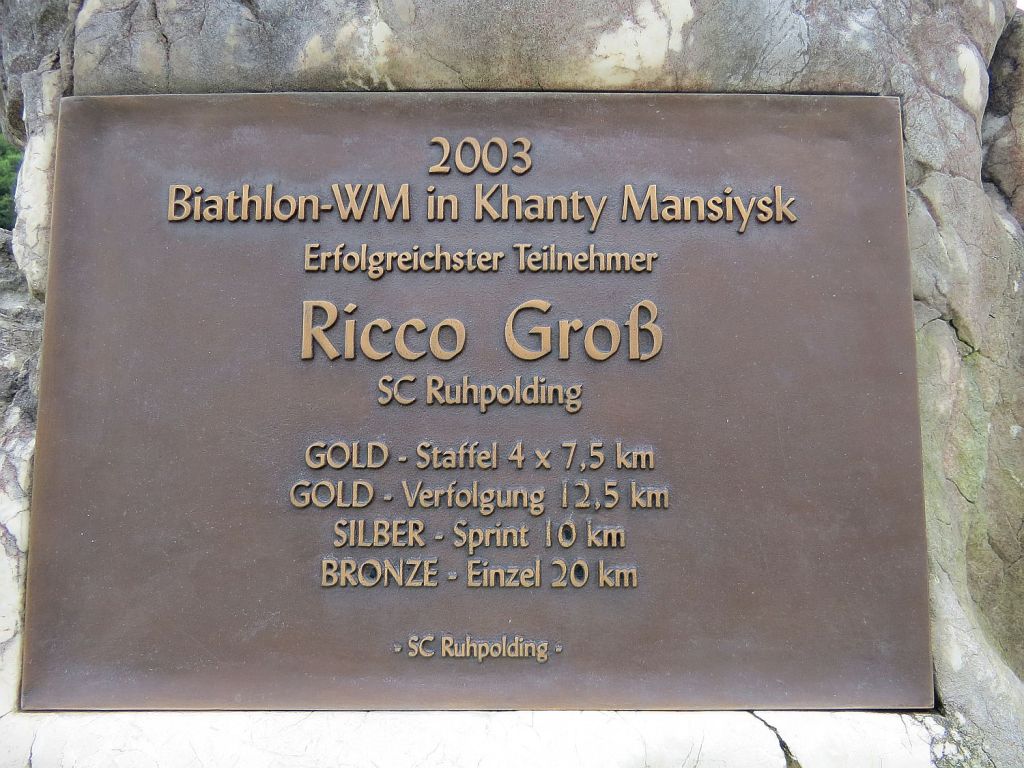 2003
Biathlon-WM in Khanty Mansiysk
Erfolgreichster Teilnehmer
Ricco Groß
SC Ruhpolding
GOLD - Staffel 4 x 7,5 km
GOLD - Verfolgung 12,5 km
SILBER - Sprint 10 km
BRONZE - Einzel 20 km
- SC Ruhpolding -